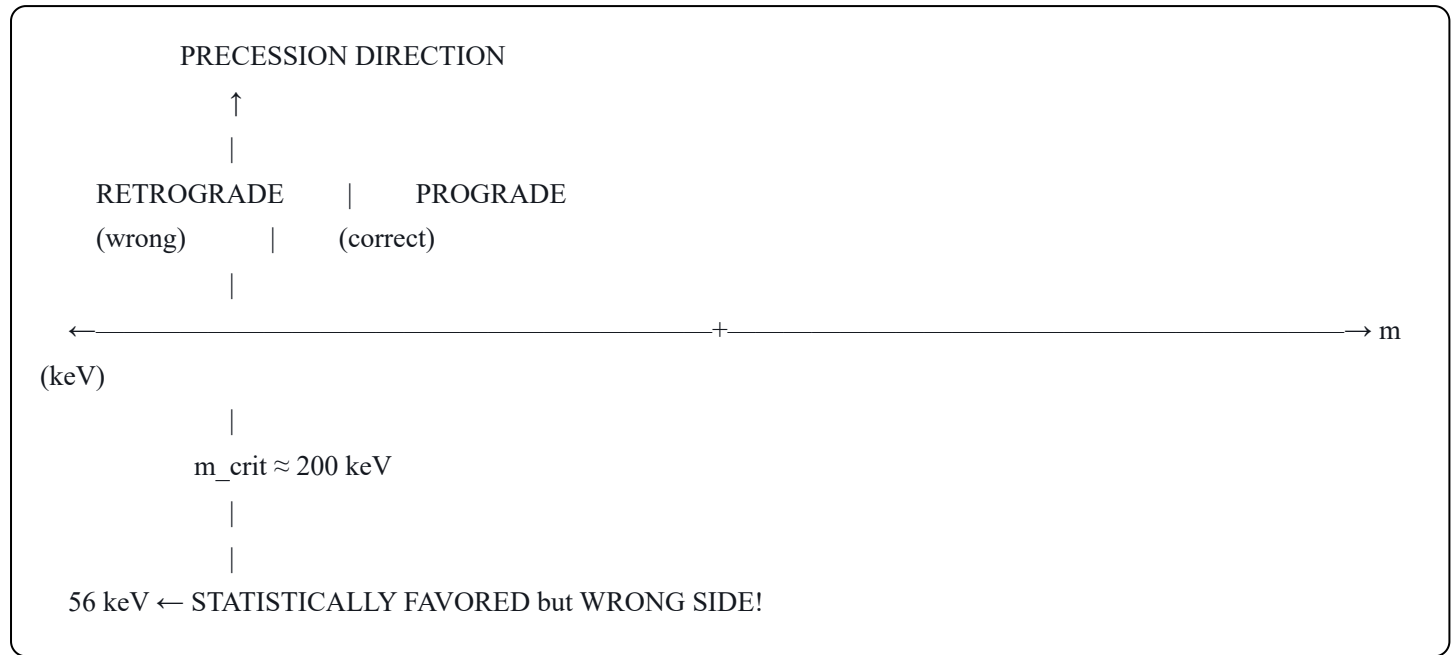 PRECESSION DIRECTION
↑
|
RETROGRADE | PROGRADE
(wrong) | (correct)
|
←————————————————+————————————————→ m
(keV)
|
m_crit ≈ 200 keV
|
|
56 keV ← STATISTICALLY FAVORED but WRONG SIDE!